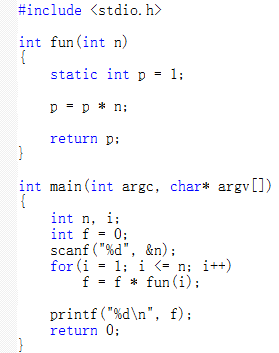 #include <stdio.h>
int fun(int n)
{
    static int p = 1;
    p = p * n;
    return p;
}
int main(int argc, char* argv[])
{
    int n, i;
    int f = 0;
    scanf("%d", &n);
    for(i = 1; i <= n; i++)
        f = f * fun(i);
    printf("%d\n", f);
    return 0;
}